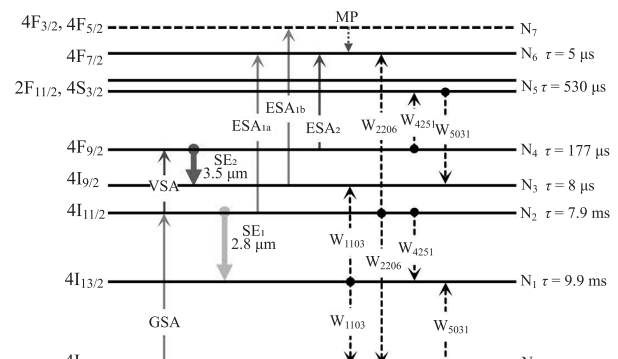 4F3/2, 4F5/2
MP
N7
4F7/2
N6 τ = 5 µs
2F11/2, 4S3/2
N5 τ = 530 µs
ESA1a
ESA1b
ESA2
W2206
W4251
W5031
4F9/2
SE2
3.5 µm
N4 τ = 177 µs
4I9/2
VSA
N3 τ = 8 µs
4I11/2
N2 τ = 7.9 ms
SE1
2.8 µm
W1103
W2206
W4251
4I13/2
N1 τ = 9.9 ms
GSA
W1103
W5031